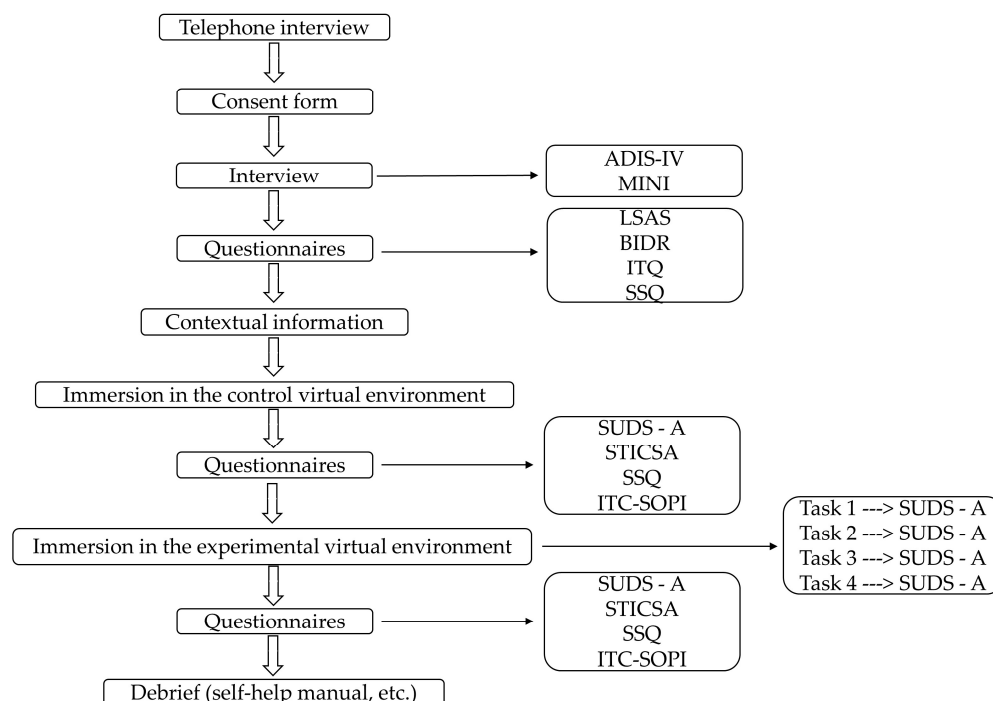 Telephone interview
Consent form
Interview
ADIS-IV
MINI
Questionnaires
LSAS
BIDR
ITQ
SSQ
Contextual information
Immersion in the control virtual environment
Questionnaires
SUDS - A
STICSA
SSQ
ITC-SOPI
Immersion in the experimental virtual environment
Task 1 ---> SUDS - A
Task 2 ---> SUDS - A
Task 3 ---> SUDS - A
Task 4 ---> SUDS - A
Questionnaires
SUDS - A
STICSA
SSQ
ITC-SOPI
Debrief (self-help manual, etc.)